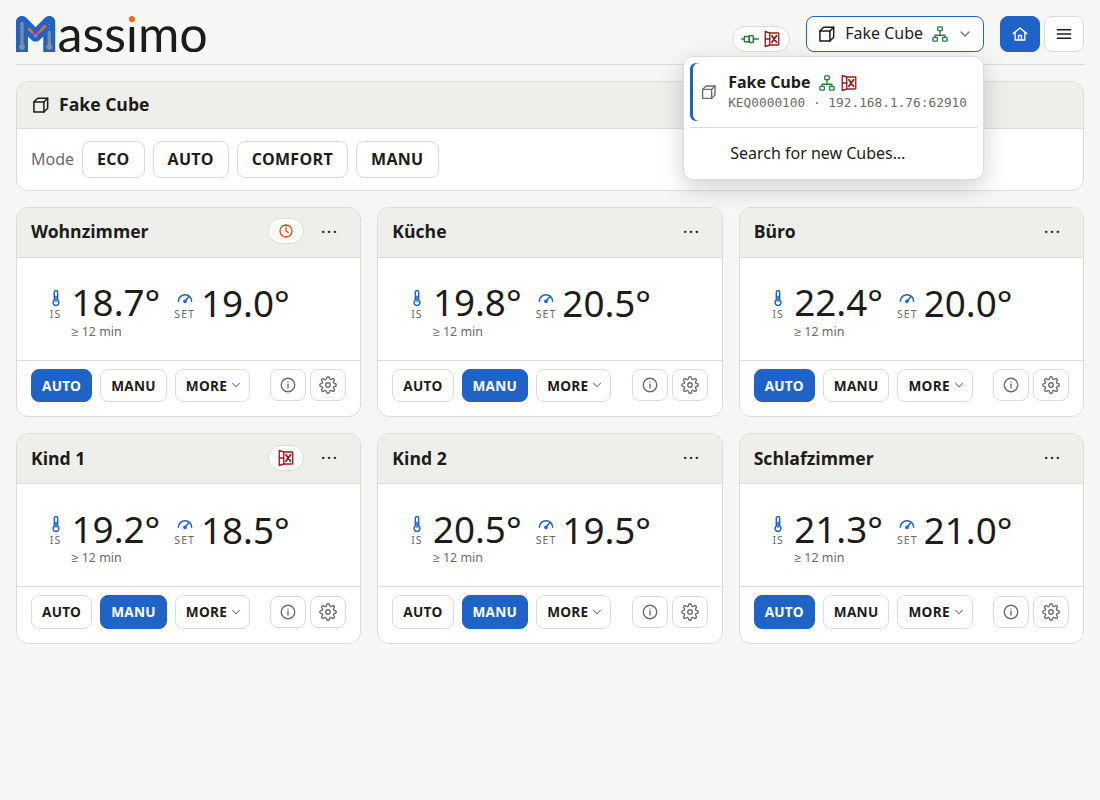 Massimo
Fake Cube
Fake Cube
KEQ0000100 · 192.168.1.76:62910
Search for new Cubes...
Fake Cube
Mode ECO AUTO COMFORT MANU
Wohnzimmer ...
IS 18.7° SET 19.0°
≥ 12 min
AUTO MANU MORE
Küche ...
IS 19.8° SET 20.5°
≥ 12 min
AUTO MANU MORE
Büro ...
IS 22.4° SET 20.0°
≥ 12 min
AUTO MANU MORE
Kind 1 ...
IS 19.2° SET 18.5°
≥ 12 min
AUTO MANU MORE
Kind 2 ...
IS 20.5° SET 19.5°
≥ 12 min
AUTO MANU MORE
Schlafzimmer ...
IS 21.3° SET 21.0°
≥ 12 min
AUTO MANU MORE